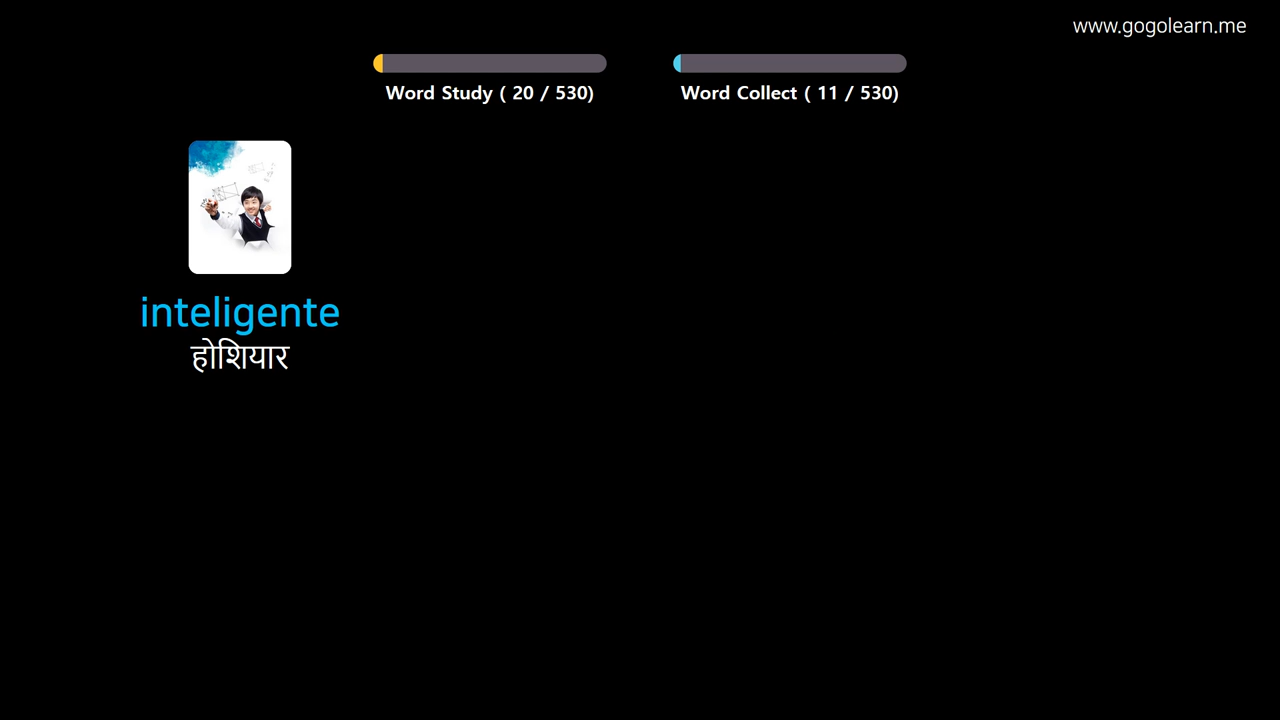 www.gogolearn.me
Word Study ( 20 / 530)
Word Collect ( 11 / 530)
inteligente
होशियार